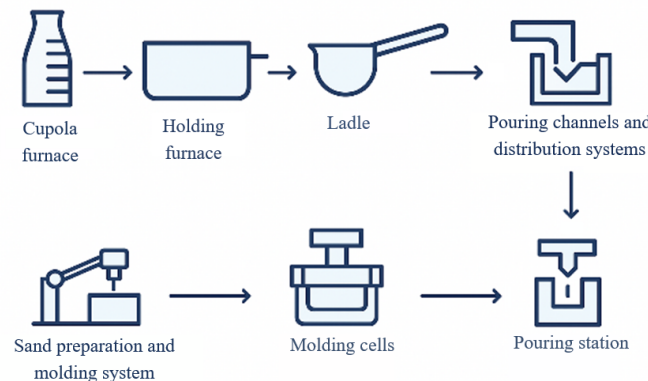 Cupola
furnace
Holding
furnace
Ladle
Pouring channels and
distribution systems
Sand preparation and
molding system
Molding cells
Pouring station